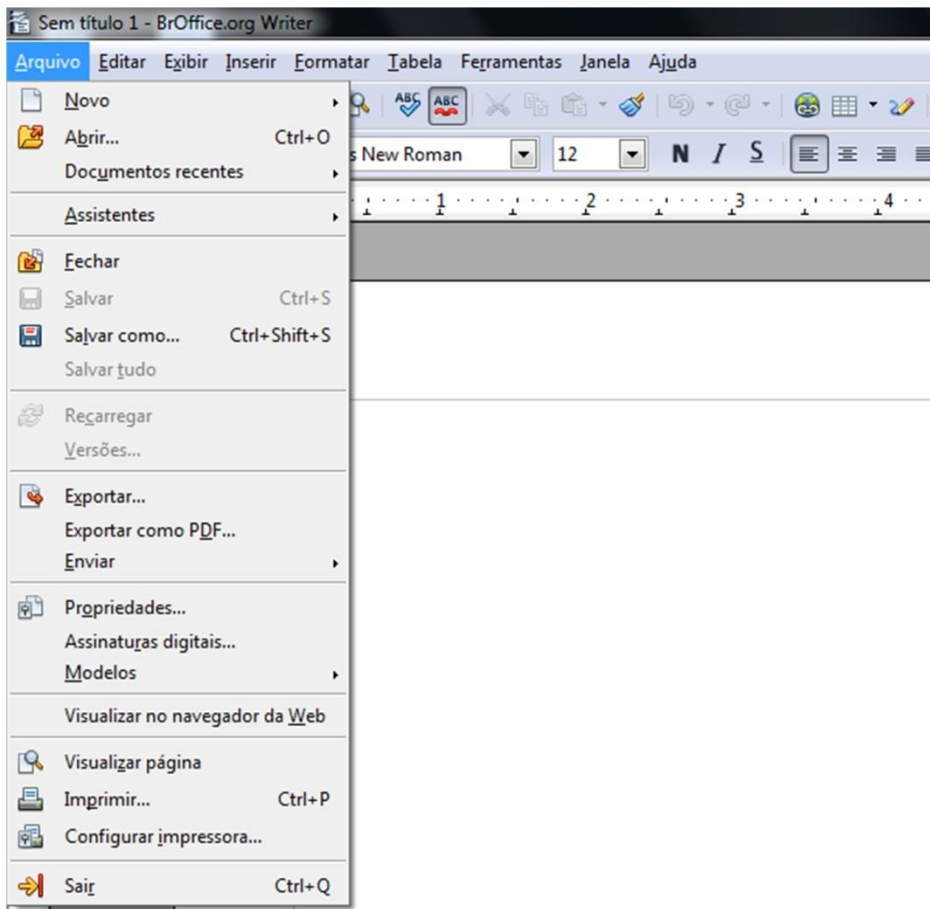 Sem título 1 - BrOffice.org Writer
Arquivo Editar Exibir Inserir Formatar Tabela Ferramentas Janela Ajuda
Novo
ABC ABC
Abrir... Ctrl+O
s New Roman 12 N I S
Documentos recentes
1 2 3 4
Assistentes
Fechar
Salvar Ctrl+S
Salvar como... Ctrl+Shift+S
Salvar tudo
Recarregar
Versões...
Exportar...
Exportar como PDF...
Enviar
Propriedades...
Assinaturas digitais...
Modelos
Visualizar no navegador da Web
Visualizar página
Imprimir... Ctrl+P
Configurar impressora...
Sair Ctrl+Q